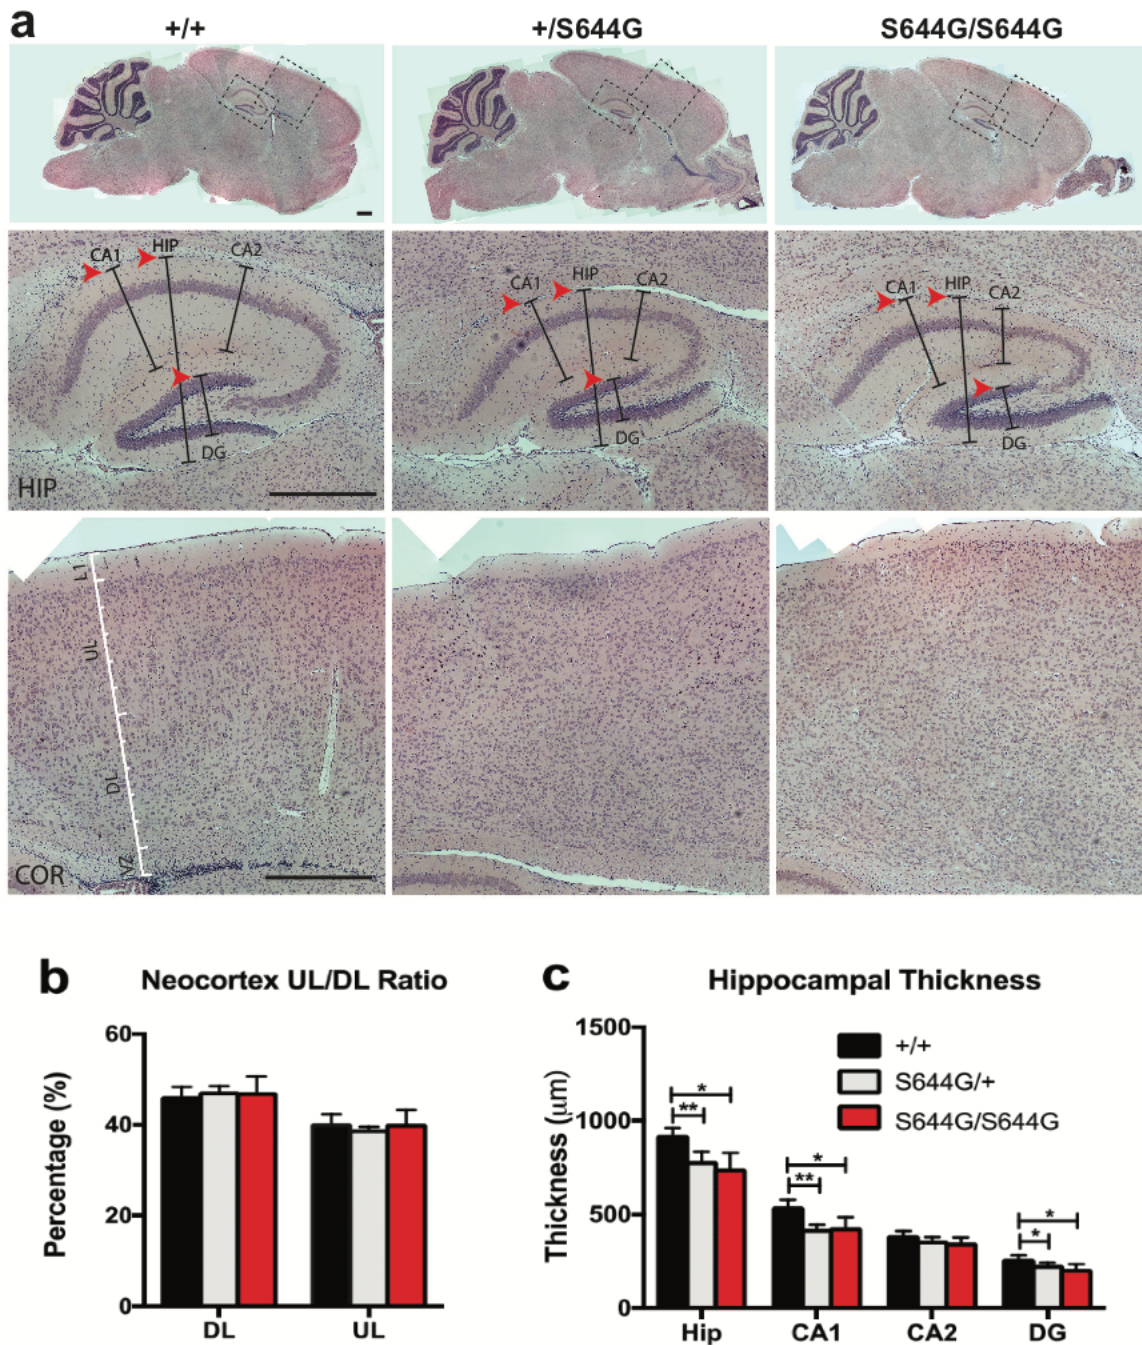 a
+/+ +/S644G S644G/S644G
CA1 HIP CA2
DG
HIP
CA1 HIP CA2
DG
CA1 HIP CA2
DG
L1
UL
DL
VZ
COR
b Neocortex UL/DL Ratio
Percentage (%)
60
40
20
0
DL UL
c Hippocampal Thickness
Thickness (μm)
1500
1000
500
0
+/+
S644G/+
S644G/S644G
*
**
*
**
*
*
Hip CA1 CA2 DG